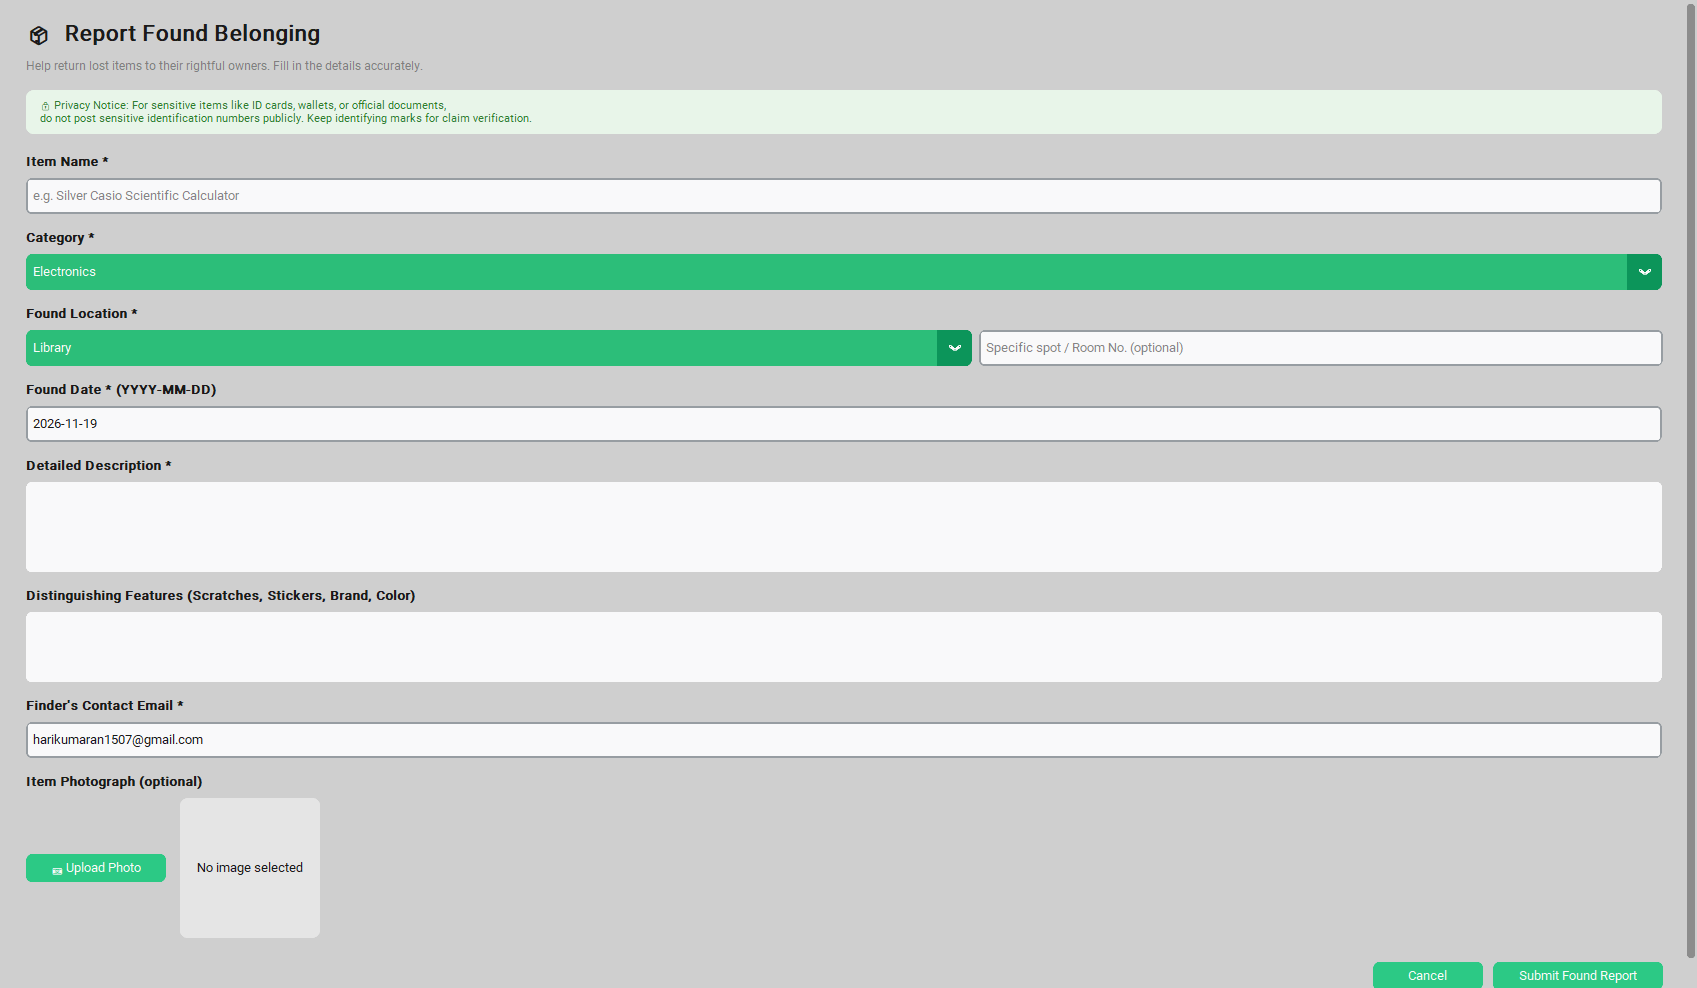 Report Found Belonging
Help return lost items to their rightful owners. Fill in the details accurately.
Privacy Notice: For sensitive items like ID cards, wallets, or official documents,
do not post sensitive identification numbers publicly. Keep identifying marks for claim verification.
Item Name *
e.g. Silver Casio Scientific Calculator
Category *
Electronics
Found Location *
Library
Specific spot / Room No. (optional)
Found Date * (YYYY-MM-DD)
2026-11-19
Detailed Description *
Distinguishing Features (Scratches, Stickers, Brand, Color)
Finder's Contact Email *
harikumaran1507@gmail.com
Item Photograph (optional)
Upload Photo
No image selected
Cancel
Submit Found Report